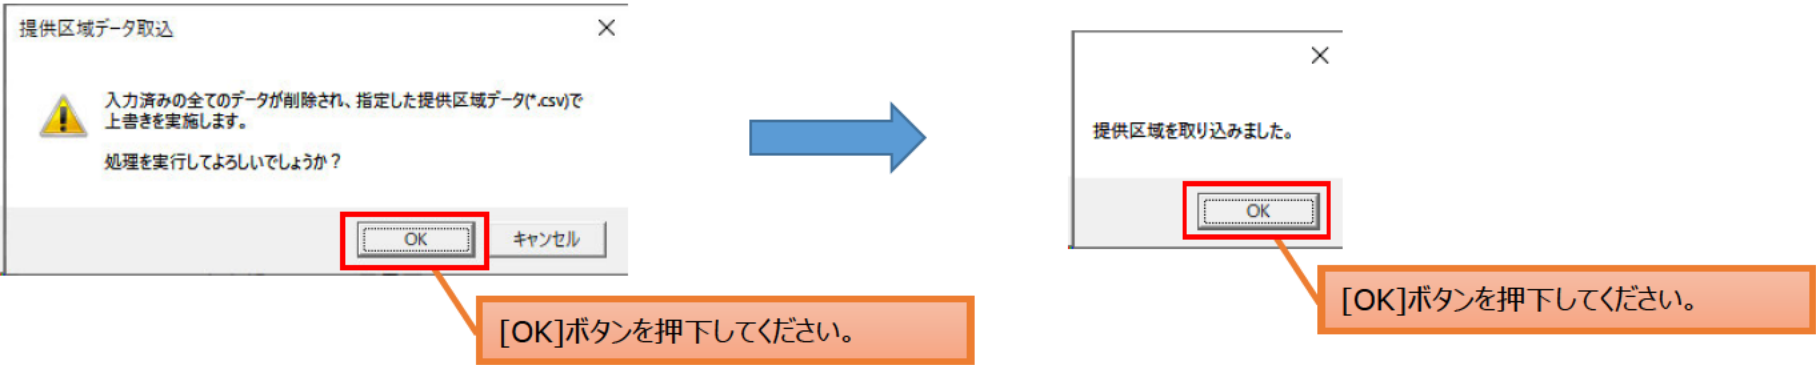 提供区域データ取込
入力済みの全てのデータが削除され、指定した提供区域データ(*.csv)で
上書きを実施します。
処理を実行してよろしいでしょうか？
OK
キャンセル
[OK]ボタンを押下してください。
提供区域を取り込みました。
OK
[OK]ボタンを押下してください。